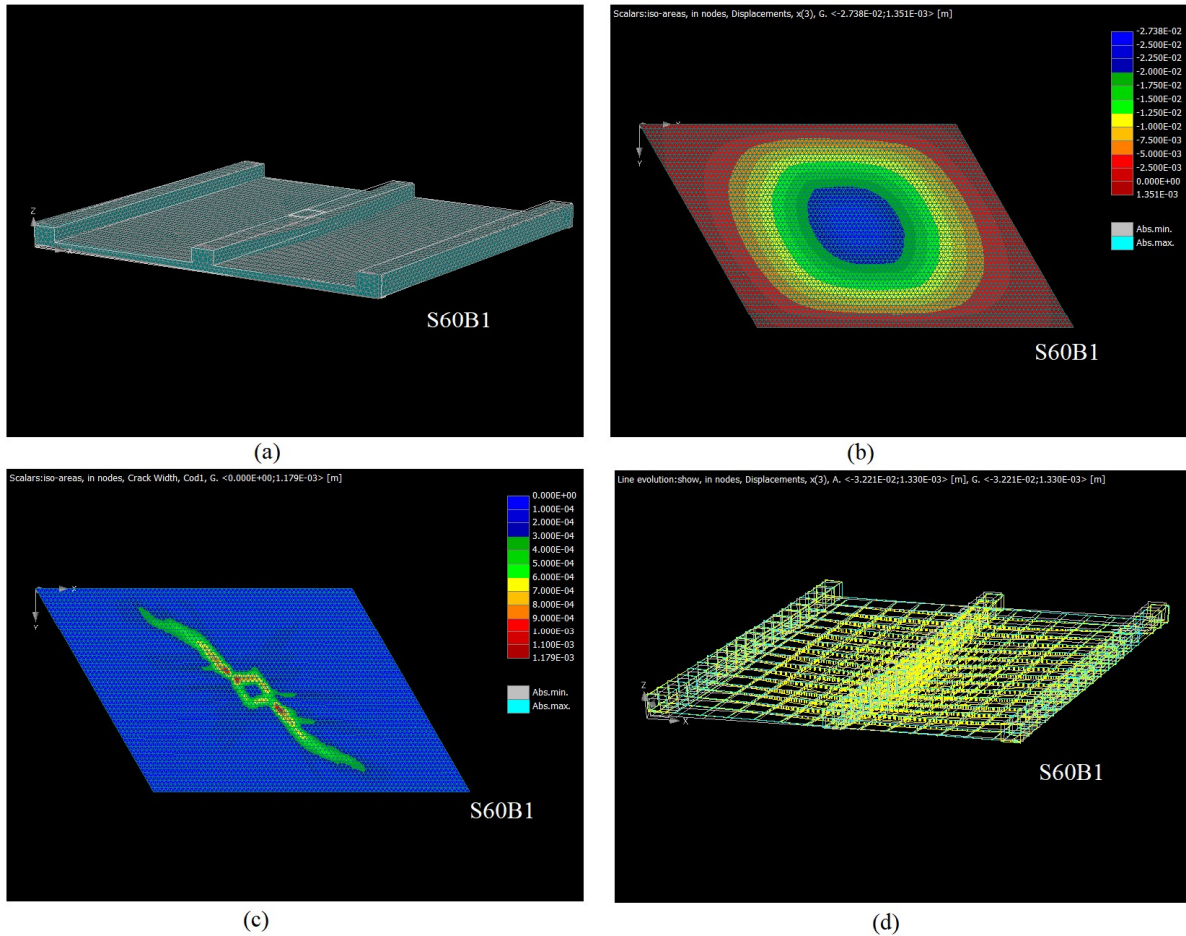 Z
S60B1
(a)
Scalars:iso-areas, in nodes, Displacements, x(3), G. <-2.738E-02;1.351E-03> [m]
-2.738E-02
-2.500E-02
-2.250E-02
-2.000E-02
-1.750E-02
-1.500E-02
-1.250E-02
-1.000E-02
-7.500E-03
-5.000E-03
-2.500E-03
0.000E+00
1.351E-03
Abs.min.
Abs.max.
Y
S60B1
(b)
Scalars:iso-areas, in nodes, Crack Width, Cod1, G. <0.000E+00;1.179E-03> [m]
0.000E+00
1.000E-04
2.000E-04
3.000E-04
4.000E-04
5.000E-04
6.000E-04
7.000E-04
8.000E-04
9.000E-04
1.000E-03
1.100E-03
1.179E-03
Abs.min.
Abs.max.
X
Y
S60B1
(c)
Line evolution:show, in nodes, Displacements, x(3), A. <-3.221E-02;1.330E-03> [m], G. <-3.221E-02;1.330E-03> [m]
Z
X
S60B1
(d)